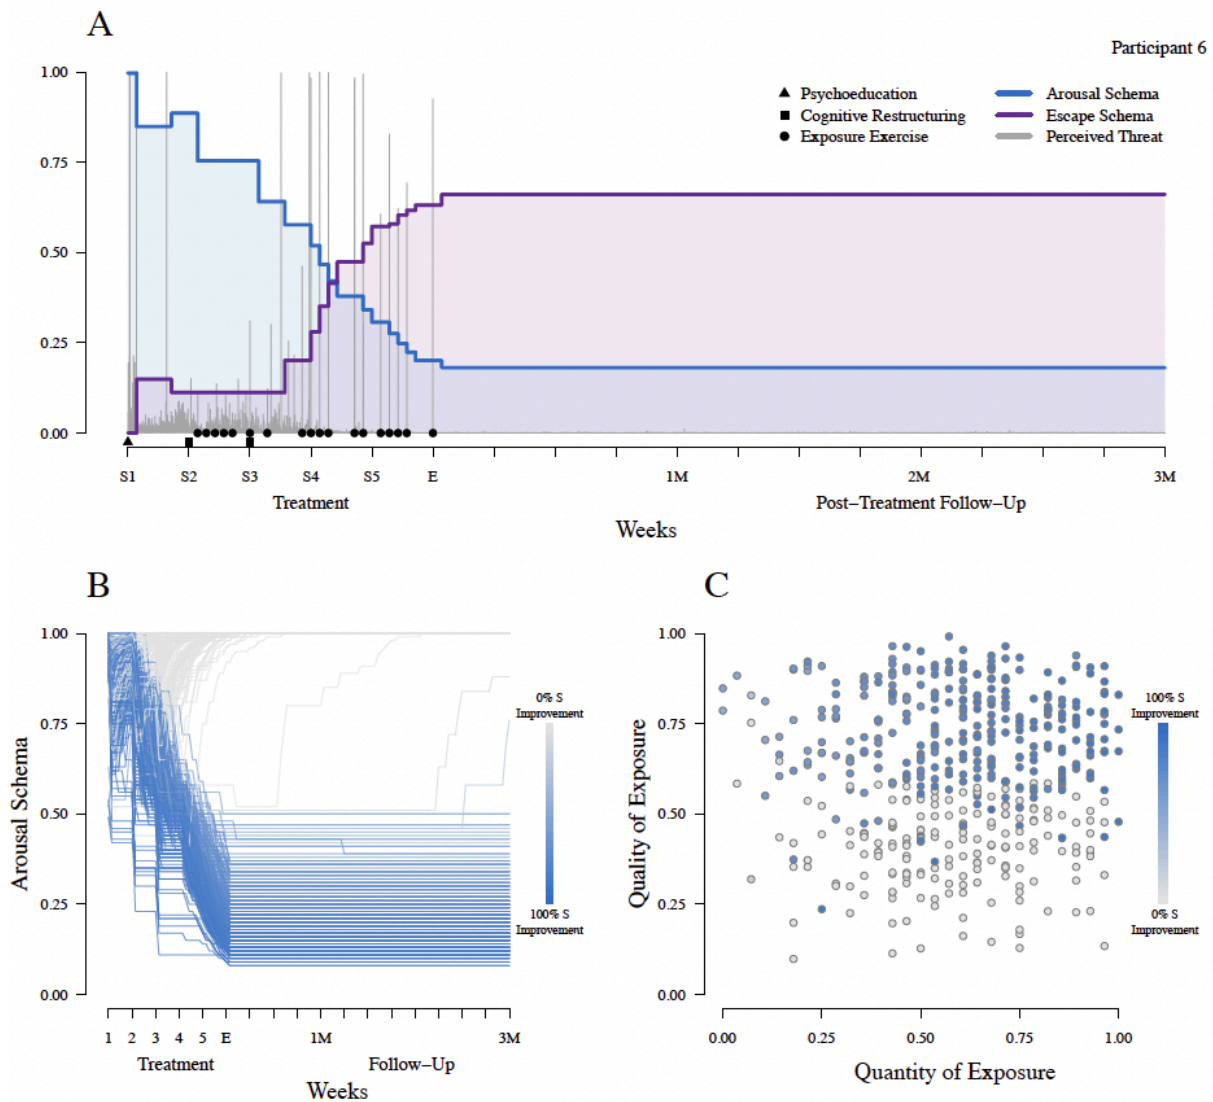 A
Participant 6
1.00
0.75
0.50
0.25
0.00
Psychoeducation
Cognitive Restructuring
Exposure Exercise
Arousal Schema
Escape Schema
Perceived Threat
S1 S2 S3 S4 S5 E 1M 2M 3M
Treatment Post–Treatment Follow–Up
Weeks
B
Arousal Schema
1.00
0.75
0.50
0.25
0.00
0% S
Improvement
100% S
Improvement
1 2 3 4 5 E 1M 3M
Treatment Follow–Up
Weeks
C
Quality of Exposure
1.00
0.75
0.50
0.25
0.00
100% S
Improvement
0% S
Improvement
0.00 0.25 0.50 0.75 1.00
Quantity of Exposure